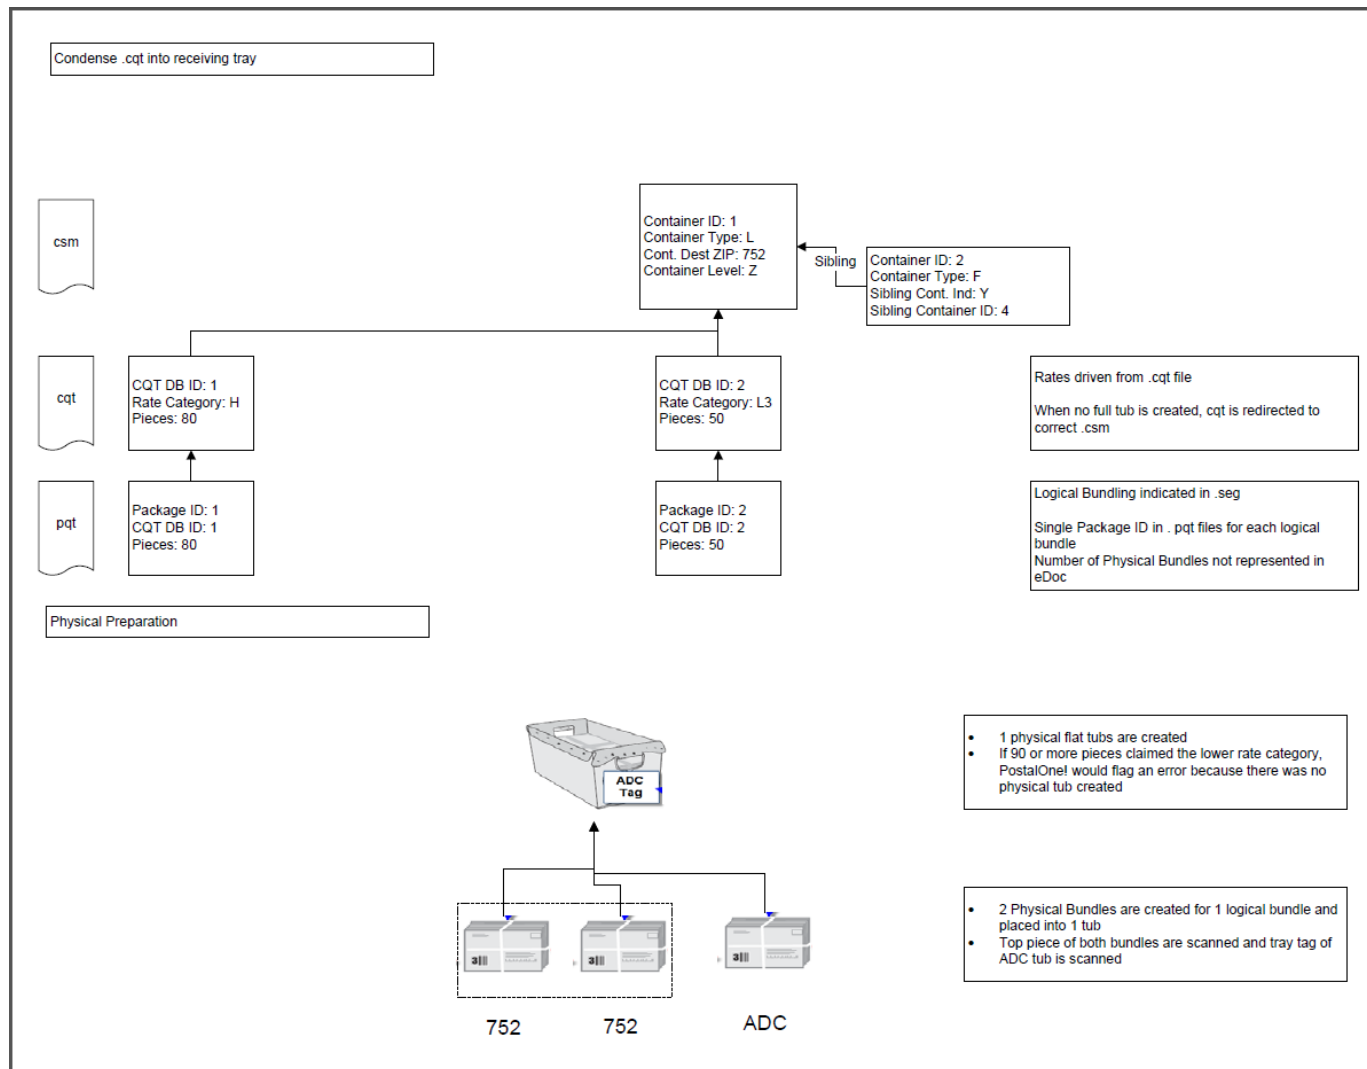 Condense .cqt into receiving tray
csm
Container ID: 1
Container Type: L
Cont. Dest ZIP: 752
Container Level: Z
Sibling
Container ID: 2
Container Type: F
Sibling Cont. Ind: Y
Sibling Container ID: 4
cqt
CQT DB ID: 1
Rate Category: H
Pieces: 80
CQT DB ID: 2
Rate Category: L3
Pieces: 50
Rates driven from .cqt file
When no full tub is created, cqt is redirected to
correct .csm
pqt
Package ID: 1
CQT DB ID: 1
Pieces: 80
Package ID: 2
CQT DB ID: 2
Pieces: 50
Logical Bundling indicated in .seg
Single Package ID in . pqt files for each logical
bundle
Number of Physical Bundles not represented in
eDoc
Physical Preparation
ADC
Tag
• 1 physical flat tubs are created
• If 90 or more pieces claimed the lower rate category,
PostalOne! would flag an error because there was no
physical tub created
3
3
3
• 2 Physical Bundles are created for 1 logical bundle and
placed into 1 tub
• Top piece of both bundles are scanned and tray tag of
ADC tub is scanned
752
752
ADC